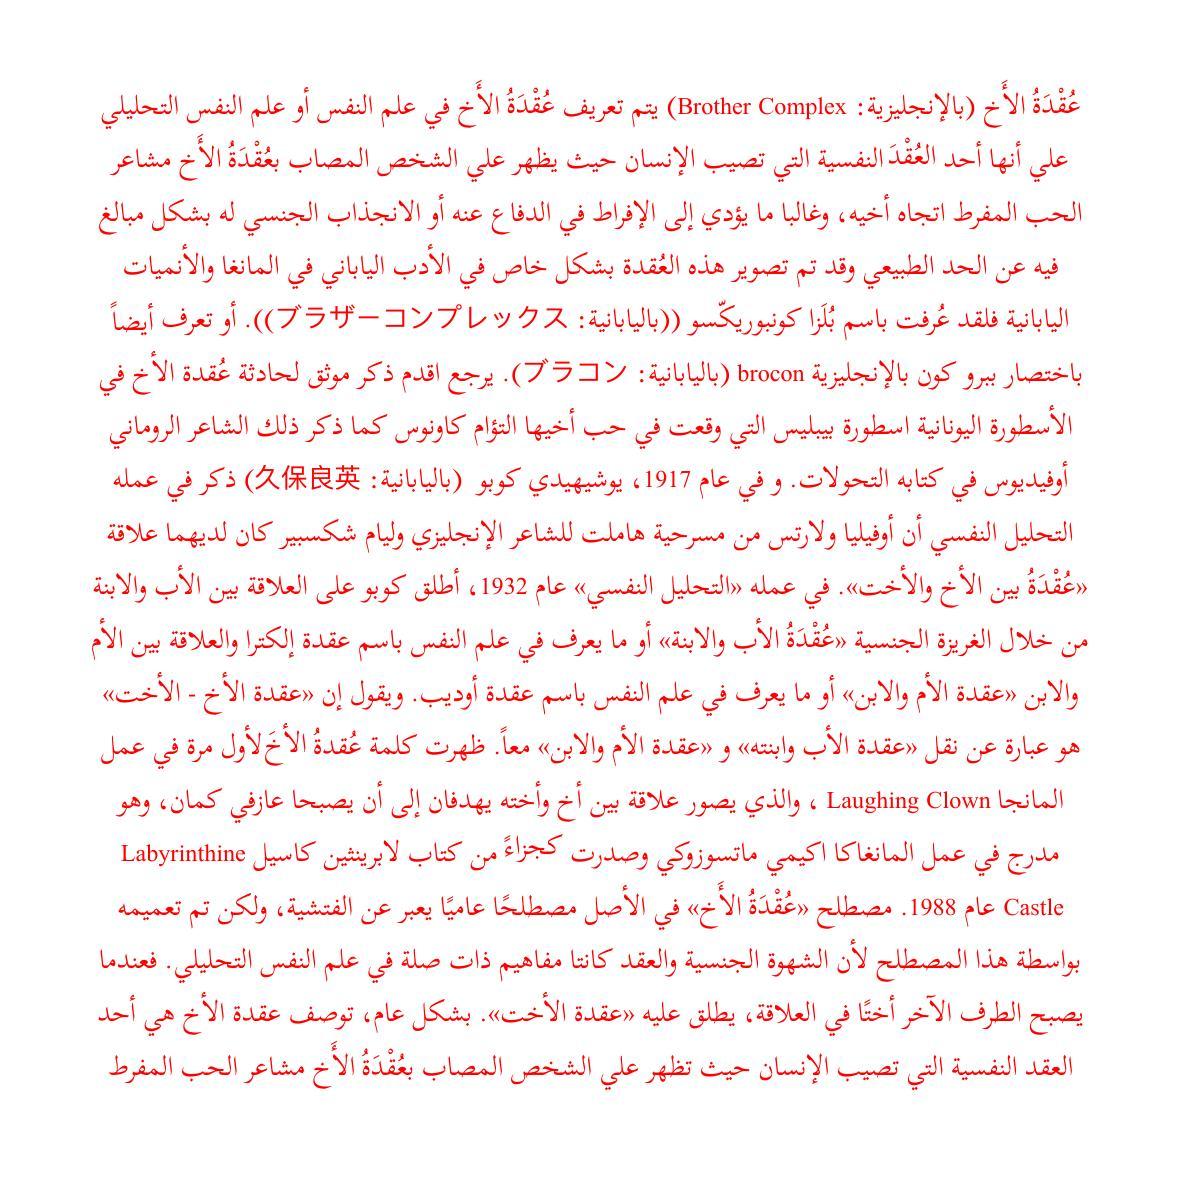 عُقْدَةُ الأَخ (بالإنجليزية: Brother Complex) يتم تعريف عُقْدَةُ الأَخ في علم النفس أو علم النفس التحليلي
علي أنها أحد العُقْدَ النفسية التي تصيب الإنسان حيث يظهر علي الشخص المصاب بعُقْدَةُ الأَخ مشاعر
الحب المفرط اتجاه أخيه، وغالبا ما يؤدي إلى الإفراط في الدفاع عنه أو الانجذاب الجنسي له بشكل مبالغ
فيه عن الحد الطبيعي وقد تم تصوير هذه العُقدة بشكل خاص في الأدب الياباني في المانغا والأنميات
اليابانية فلقد عُرفت باسم بُلَزا كونبوريكّسو ((باليابانية: ブラザーコンプレックス)). أو تعرف أيضاً
باختصار ببرو كون بالإنجليزية brocon (باليابانية: ブラコン). يرجع اقدم ذكر موثق لحادثة عُقدة الأخ في
الأسطورة اليونانية اسطورة بيبليس التي وقعت في حب أخيها التؤام كاونوس كما ذكر ذلك الشاعر الروماني
أوفيديوس في كتابه التحولات. و في عام 1917، يوشيهيدي كوبو (باليابانية: 久保良英) ذكر في عمله
التحليل النفسي أن أوفيليا ولارتس من مسرحية هاملت للشاعر الإنجليزي وليام شكسبير كان لديهما علاقة
«عُقْدَةُ بين الأخ والأخت». في عمله «التحليل النفسي» عام 1932، أطلق كوبو على العلاقة بين الأب والابنة
من خلال الغريزة الجنسية «عُقْدَةُ الأب والابنة» أو ما يعرف في علم النفس باسم عقدة إلكترا والعلاقة بين الأم
والابن «عقدة الأم والابن» أو ما يعرف في علم النفس باسم عقدة أوديب. ويقول إن «عقدة الأخ - الأخت»
هو عبارة عن نقل «عقدة الأب وابنته» و «عقدة الأم والابن» معاً. ظهرت كلمة عُقدةُ الأخَ لأول مرة في عمل
المانجا Laughing Clown ، والذي يصور علاقة بين أخ وأخته يهدفان إلى أن يصبحا عازفي كمان، وهو
مدرج في عمل المانغاكا اكيمي ماتسوزوكي وصدرت كجزاءً من كتاب لابرينثين كاسيل Labyrinthine
Castle عام 1988. مصطلح «عُقْدَةُ الأَخ» في الأصل مصطلحًا عاميًا يعبر عن الفتشية، ولكن تم تعميمه
بواسطة هذا المصطلح لأن الشهوة الجنسية والعقد كانتا مفاهيم ذات صلة في علم النفس التحليلي. فعندما
يصبح الطرف الآخر أختًا في العلاقة، يطلق عليه «عقدة الأخت». بشكل عام، توصف عقدة الأخ هي أحد
العقد النفسية التي تصيب الإنسان حيث تظهر علي الشخص المصاب بعُقْدَةُ الأَخ مشاعر الحب المفرط